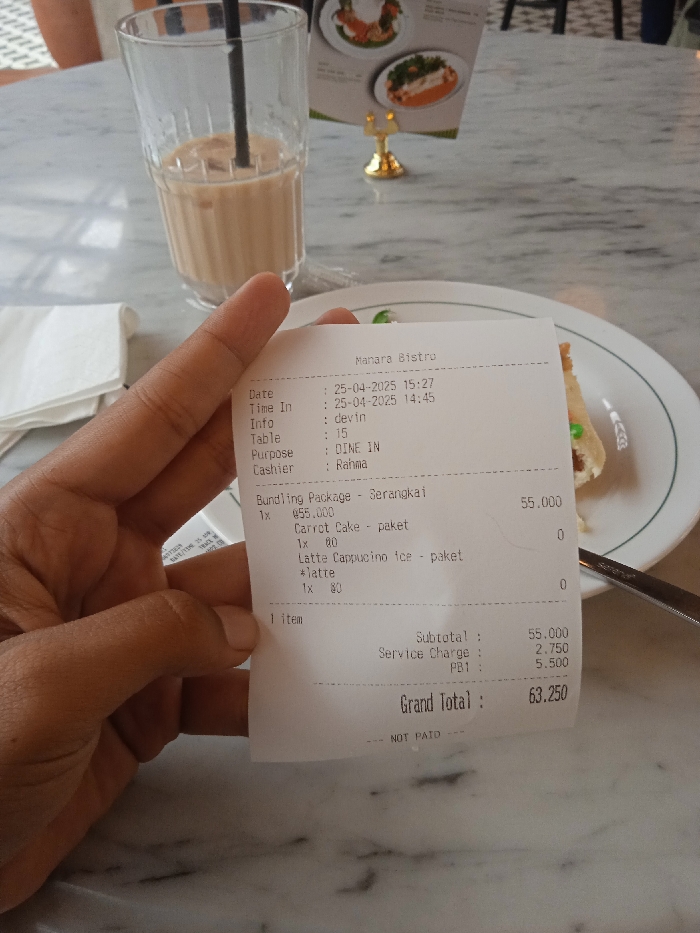 Manara Bistro
Date : 25-04-2025 15:27
Time In : 25-04-2025 14:45
Info : devin
Table : 15
Purpose : DINE IN
Cashier : Rahma
Bundling Package - Serangkai
1x @55.000 55.000
Carrot Cake - paket
1x @0 0
Latte Cappucino ice - paket
*latte
1x @0 0
1 item
Subtotal : 55.000
Service Charge : 2.750
PB1 : 5.500
Grand Total : 63.250
--- NOT PAID ---